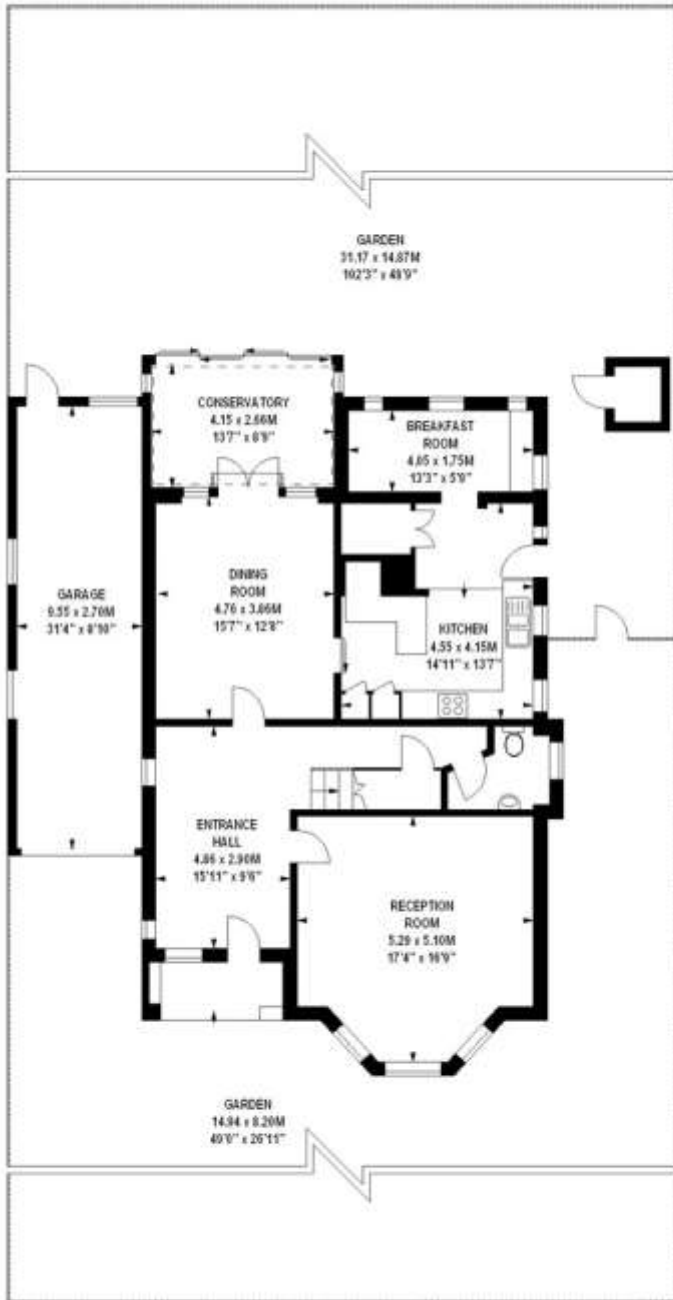 GARDEN
31.17 x 14.87M
102'3" x 48'9"
CONSERVATORY
4.15 x 2.66M
13'7" x 8'9"
BREAKFAST
ROOM
4.05 x 1.75M
13'3" x 5'9"
GARAGE
9.55 x 2.70M
31'4" x 8'10"
DINING
ROOM
4.76 x 3.86M
15'7" x 12'8"
KITCHEN
4.55 x 4.15M
14'11" x 13'7"
ENTRANCE
HALL
4.86 x 2.90M
15'11" x 9'6"
RECEPTION
ROOM
5.29 x 5.10M
17'4" x 16'9"
GARDEN
14.94 x 8.20M
49'0" x 26'11"